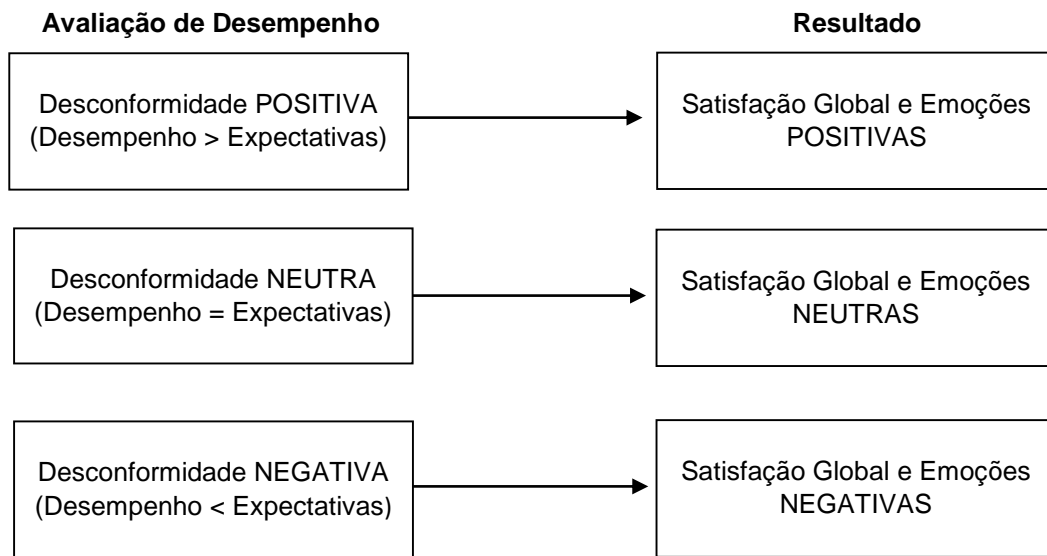 Avaliação de Desempenho
Resultado
Desconformidade POSITIVA
(Desempenho > Expectativas)
Satisfação Global e Emoções
POSITIVAS
Desconformidade NEUTRA
(Desempenho = Expectativas)
Satisfação Global e Emoções
NEUTRAS
Desconformidade NEGATIVA
(Desempenho < Expectativas)
Satisfação Global e Emoções
NEGATIVAS